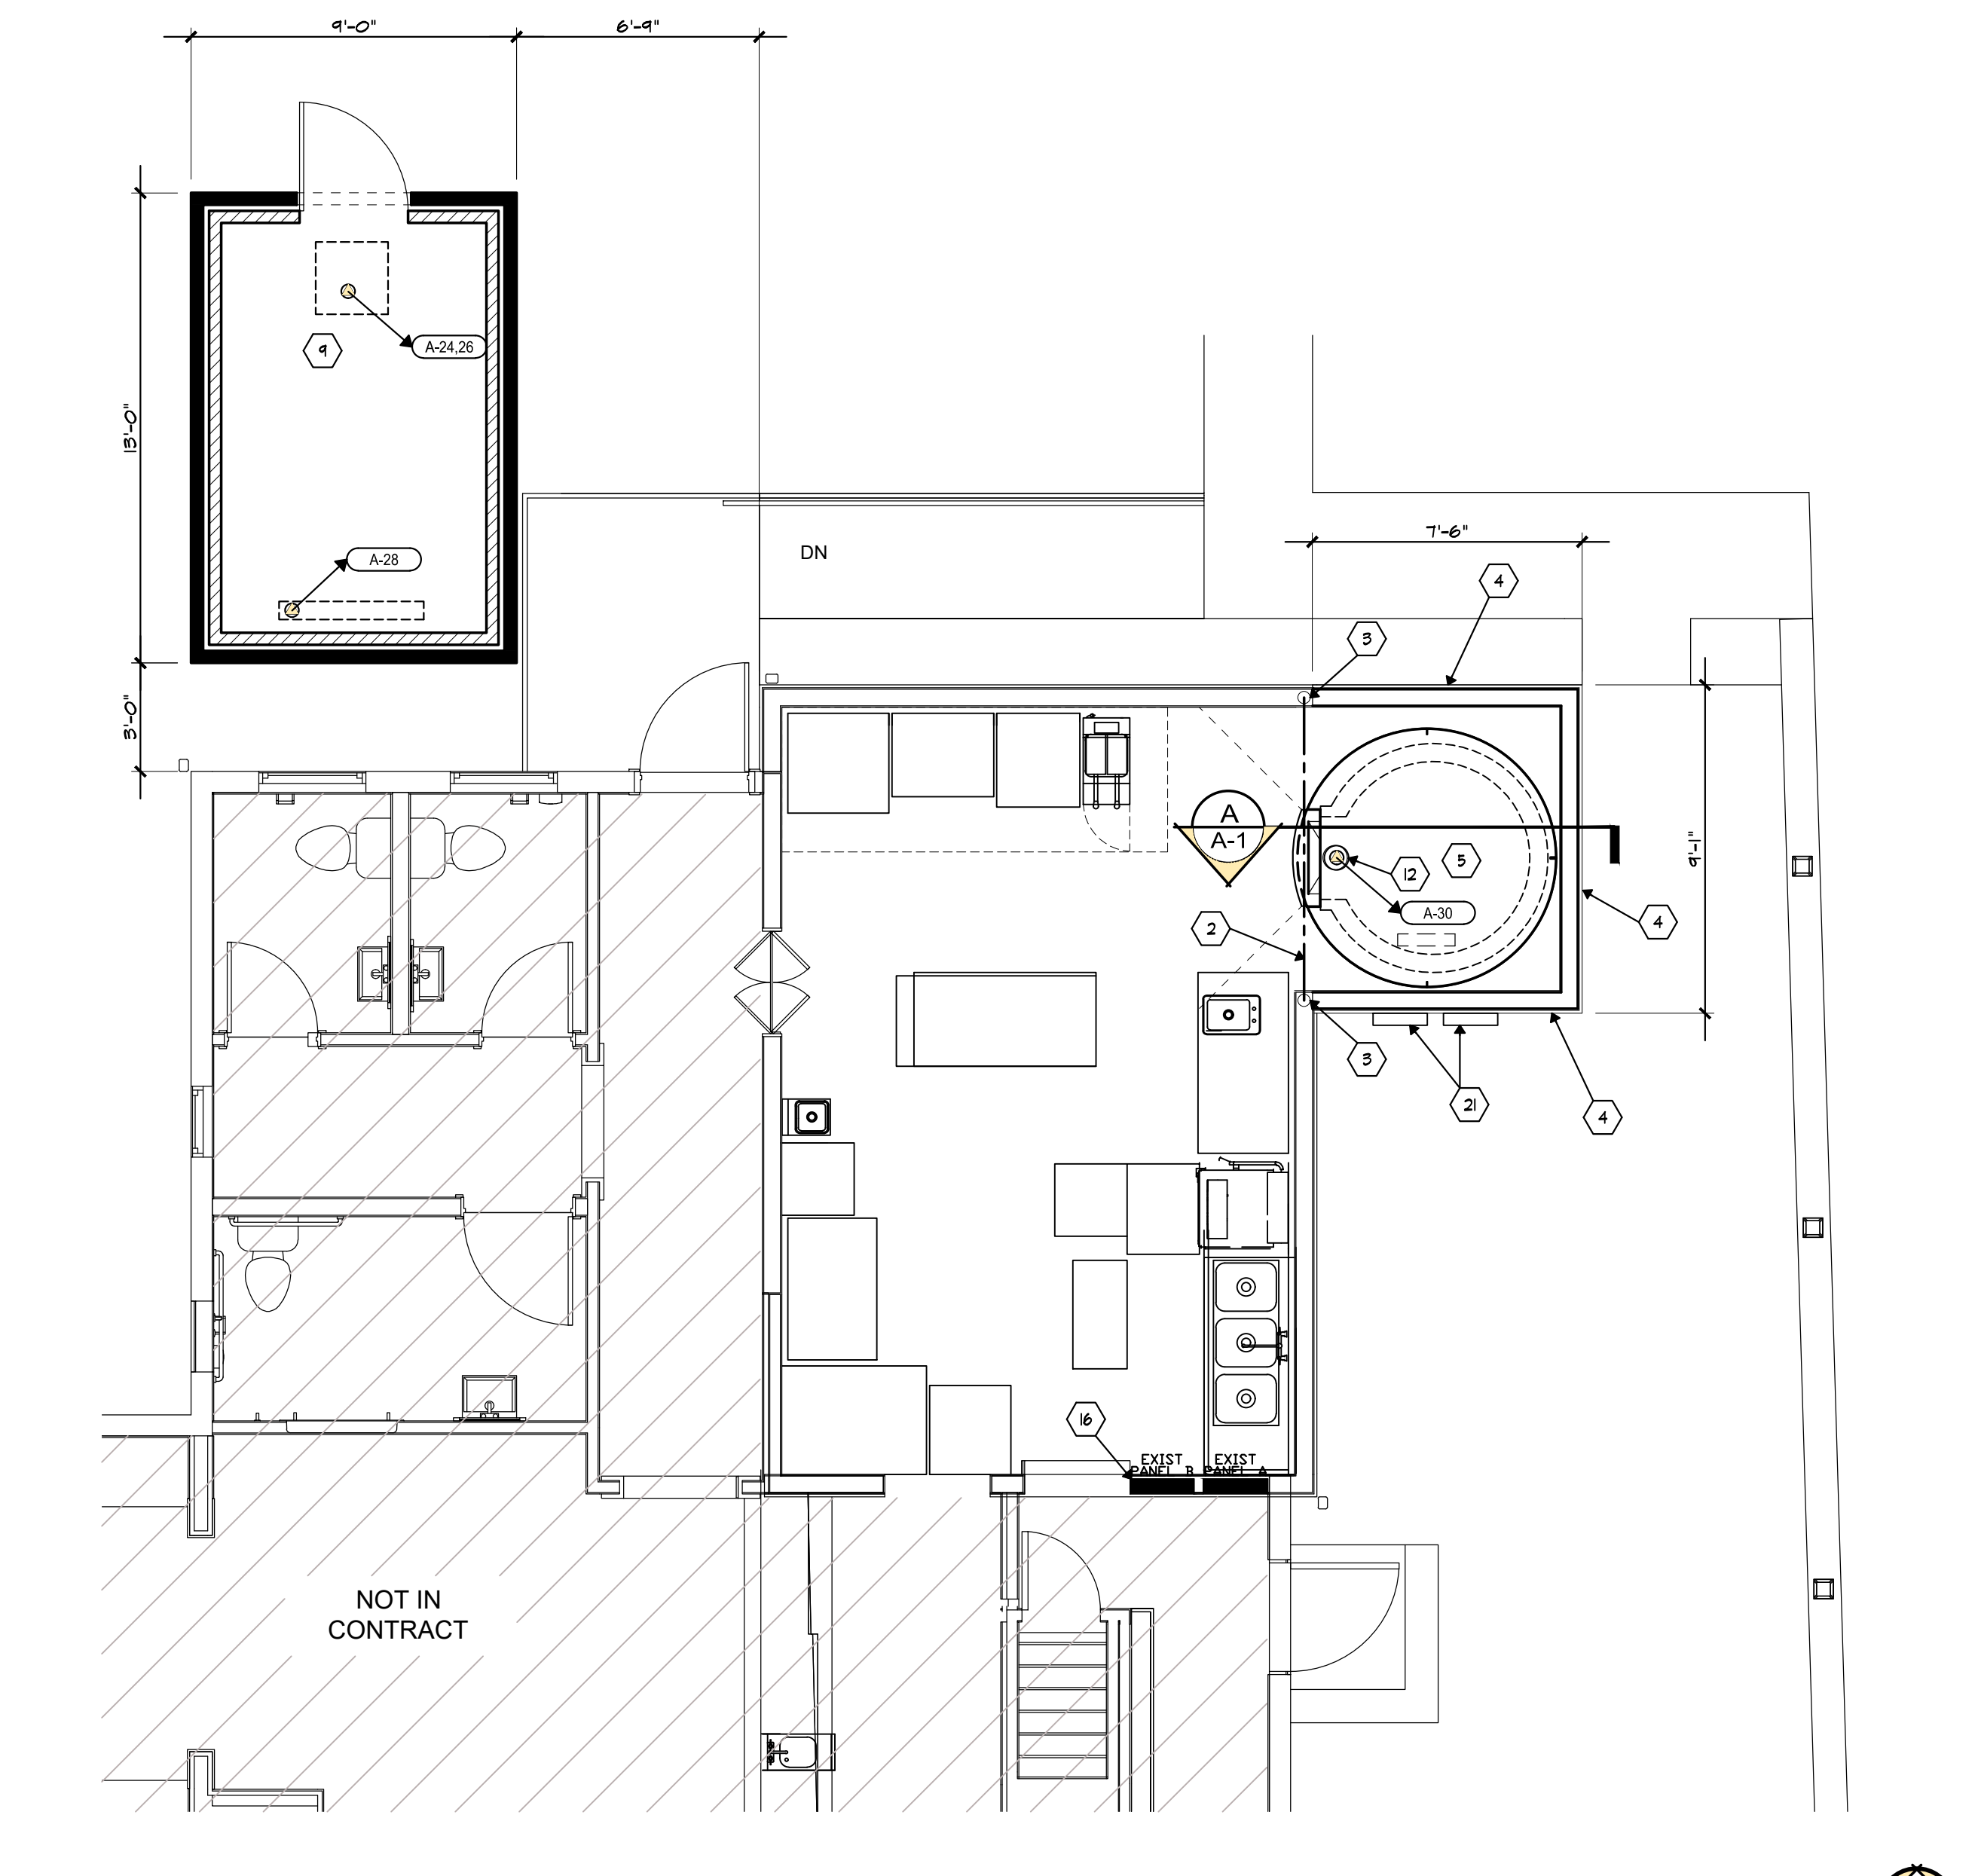 9'-0"
6'-9"
A-24,26
9
13'-0"
A-28
DN
7'-6"
4
3
3'-0"
A
A-1
12
5
9'-1"
A-30
2
4
3
21
4
16
EXIST
PANEL B
EXIST
PANEL A
NOT IN
CONTRACT